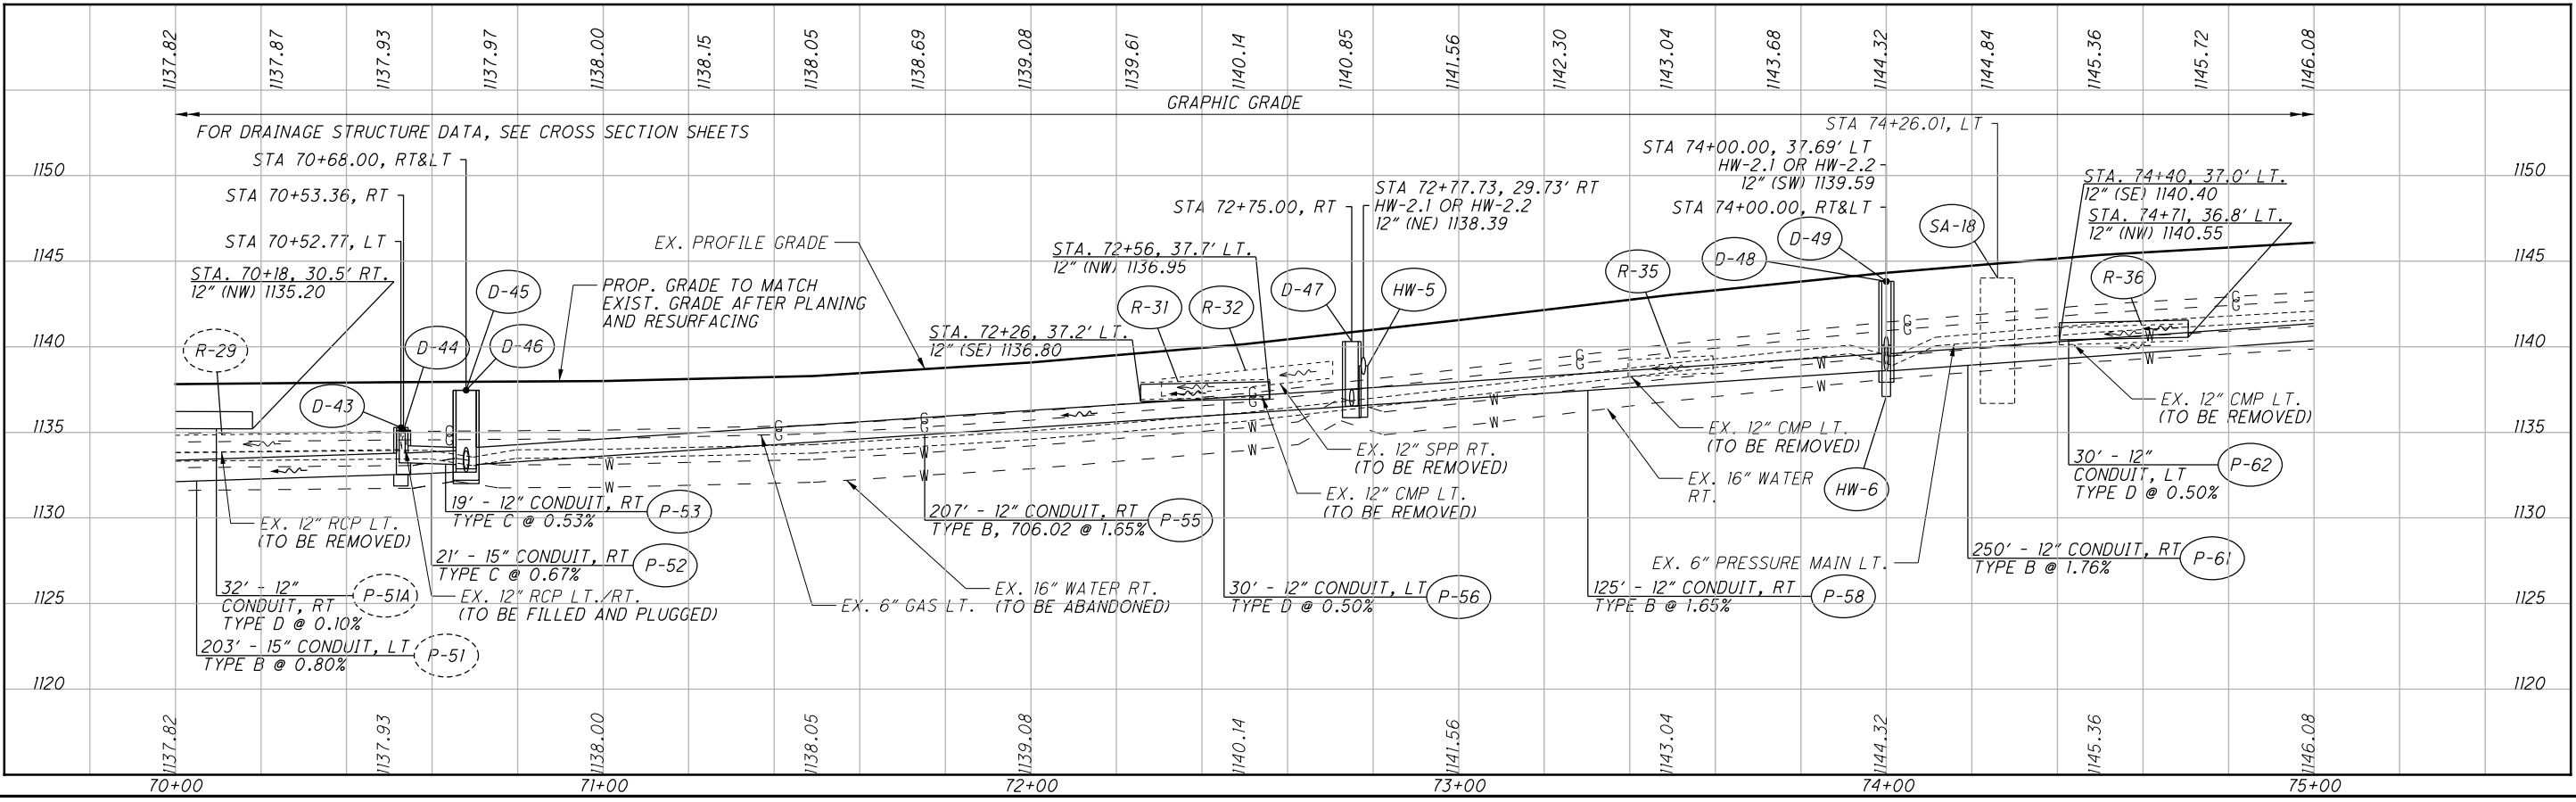 1137.82 1137.87 1137.93 1137.97 1138.00 1138.15 1138.05 1138.69 1139.08 1139.61 1140.14 1140.85 1141.56 1142.30 1143.04 1143.68 1144.32 1144.84 1145.36 1145.72 1146.08
GRAPHIC GRADE
FOR DRAINAGE STRUCTURE DATA, SEE CROSS SECTION SHEETS
STA 70+68.00, RT&LT
STA 70+53.36, RT
STA 70+52.77, LT
STA. 70+18, 30.5' RT.
12" (NW) 1135.20
R-29
D-43
D-44
D-45
D-46
EX. PROFILE GRADE
PROP. GRADE TO MATCH
EXIST. GRADE AFTER PLANING
AND RESURFACING
STA. 72+26, 37.2' LT.
12" (SE) 1136.80
STA. 72+56, 37.7' LT.
12" (NW) 1136.95
R-31
R-32
STA 72+75.00, RT
STA 72+77.73, 29.73' RT
HW-2.1 OR HW-2.2
12" (NE) 1138.39
D-47
HW-5
R-35
STA 74+26.01, LT
STA 74+00.00, 37.69' LT
HW-2.1 OR HW-2.2
12" (SW) 1139.59
STA 74+00.00, RT&LT
D-48
D-49
SA-18
STA. 74+40, 37.0' LT.
12" (SE) 1140.40
STA. 74+71, 36.8' LT.
12" (NW) 1140.55
R-36
1150 1150
1145 1145
1140 1140
1135 1135
1130 1130
1125 1125
1120 1120
G G G G G G G G G G G G G G
W W W W W W W W W W W W W W
EX. 12" RCP LT.
(TO BE REMOVED)
32' - 12"
CONDUIT, RT
TYPE D @ 0.10%
P-51A
203' - 15" CONDUIT, LT
TYPE B @ 0.80%
P-51
19' - 12" CONDUIT, RT
TYPE C @ 0.53%
P-53
21' - 15" CONDUIT, RT
TYPE C @ 0.67%
P-52
EX. 12" RCP LT./RT.
(TO BE FILLED AND PLUGGED)
EX. 6" GAS LT.
207' - 12" CONDUIT, RT
TYPE B, 706.02 @ 1.65%
P-55
EX. 16" WATER RT.
(TO BE ABANDONED)
EX. 12" SPP RT.
(TO BE REMOVED)
EX. 12" CMP LT.
(TO BE REMOVED)
30' - 12" CONDUIT, LT
TYPE D @ 0.50%
P-56
EX. 12" CMP LT.
(TO BE REMOVED)
EX. 16" WATER
RT.
HW-6
EX. 6" PRESSURE MAIN LT.
125' - 12" CONDUIT, RT
TYPE B @ 1.65%
P-58
EX. 12" CMP LT.
(TO BE REMOVED)
30' - 12"
CONDUIT, LT
TYPE D @ 0.50%
P-62
250' - 12" CONDUIT, RT
TYPE B @ 1.76%
P-61
1137.82 1137.93 1138.00 1138.05 1139.08 1140.14 1141.56 1143.04 1144.32 1145.36 1146.08
70+00 71+00 72+00 73+00 74+00 75+00